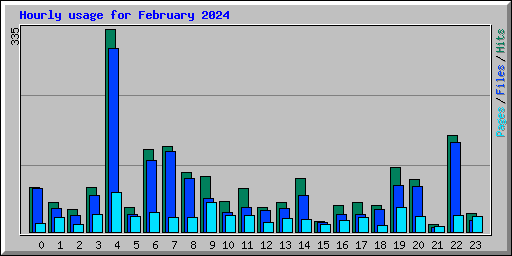 Hourly usage for February 2024
335
Pages / Files / Hits
0 1 2 3 4 5 6 7 8 9 10 11 12 13 14 15 16 17 18 19 20 21 22 23